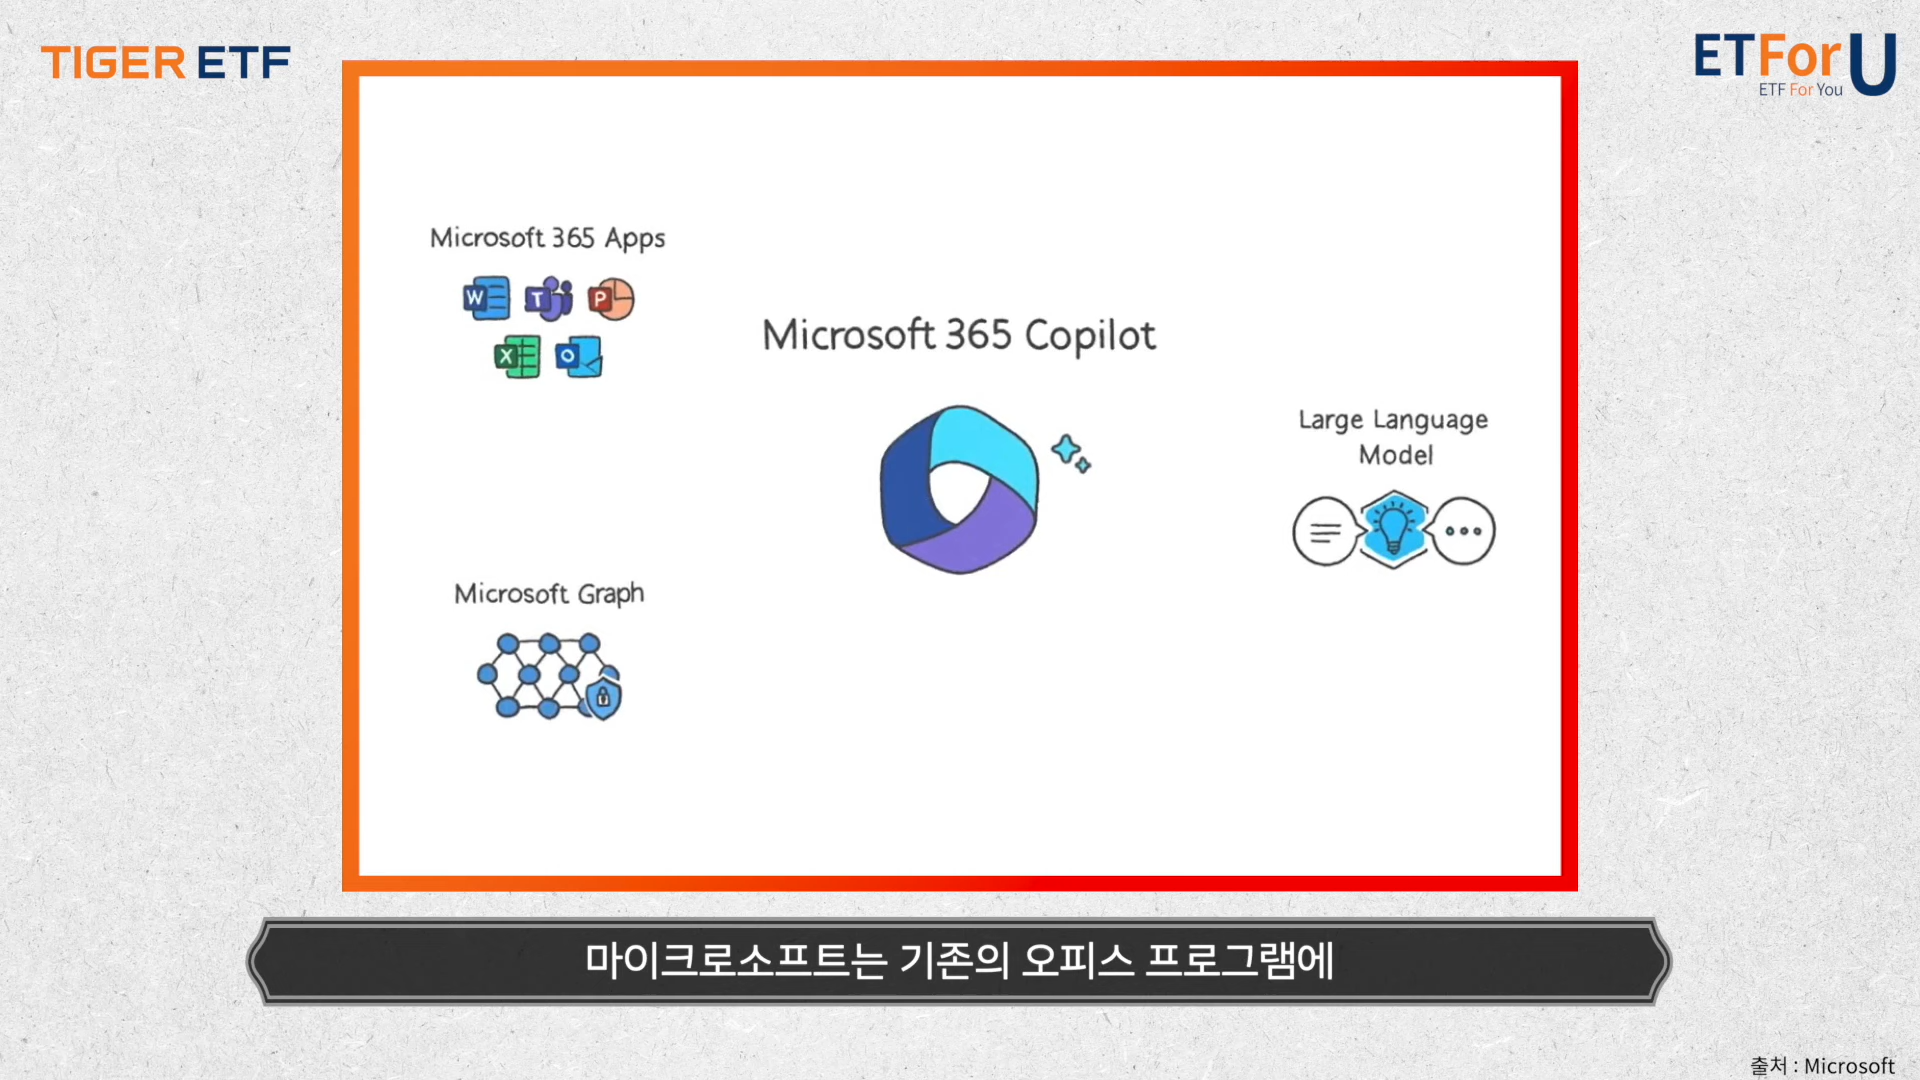 TIGER ETF
ETForU
ETF For You
Microsoft 365 Apps
W
T
P
X
O
Microsoft 365 Copilot
Large Language
Model
Microsoft Graph
마이크로소프트는 기존의 오피스 프로그램에
출처 : Microsoft